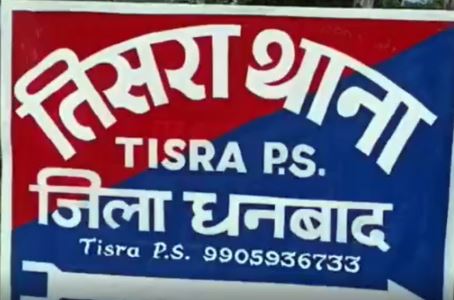 तिसरा थाना
TISRA P.S.
जिला धनबाद
Tisra P.S. 9905936733